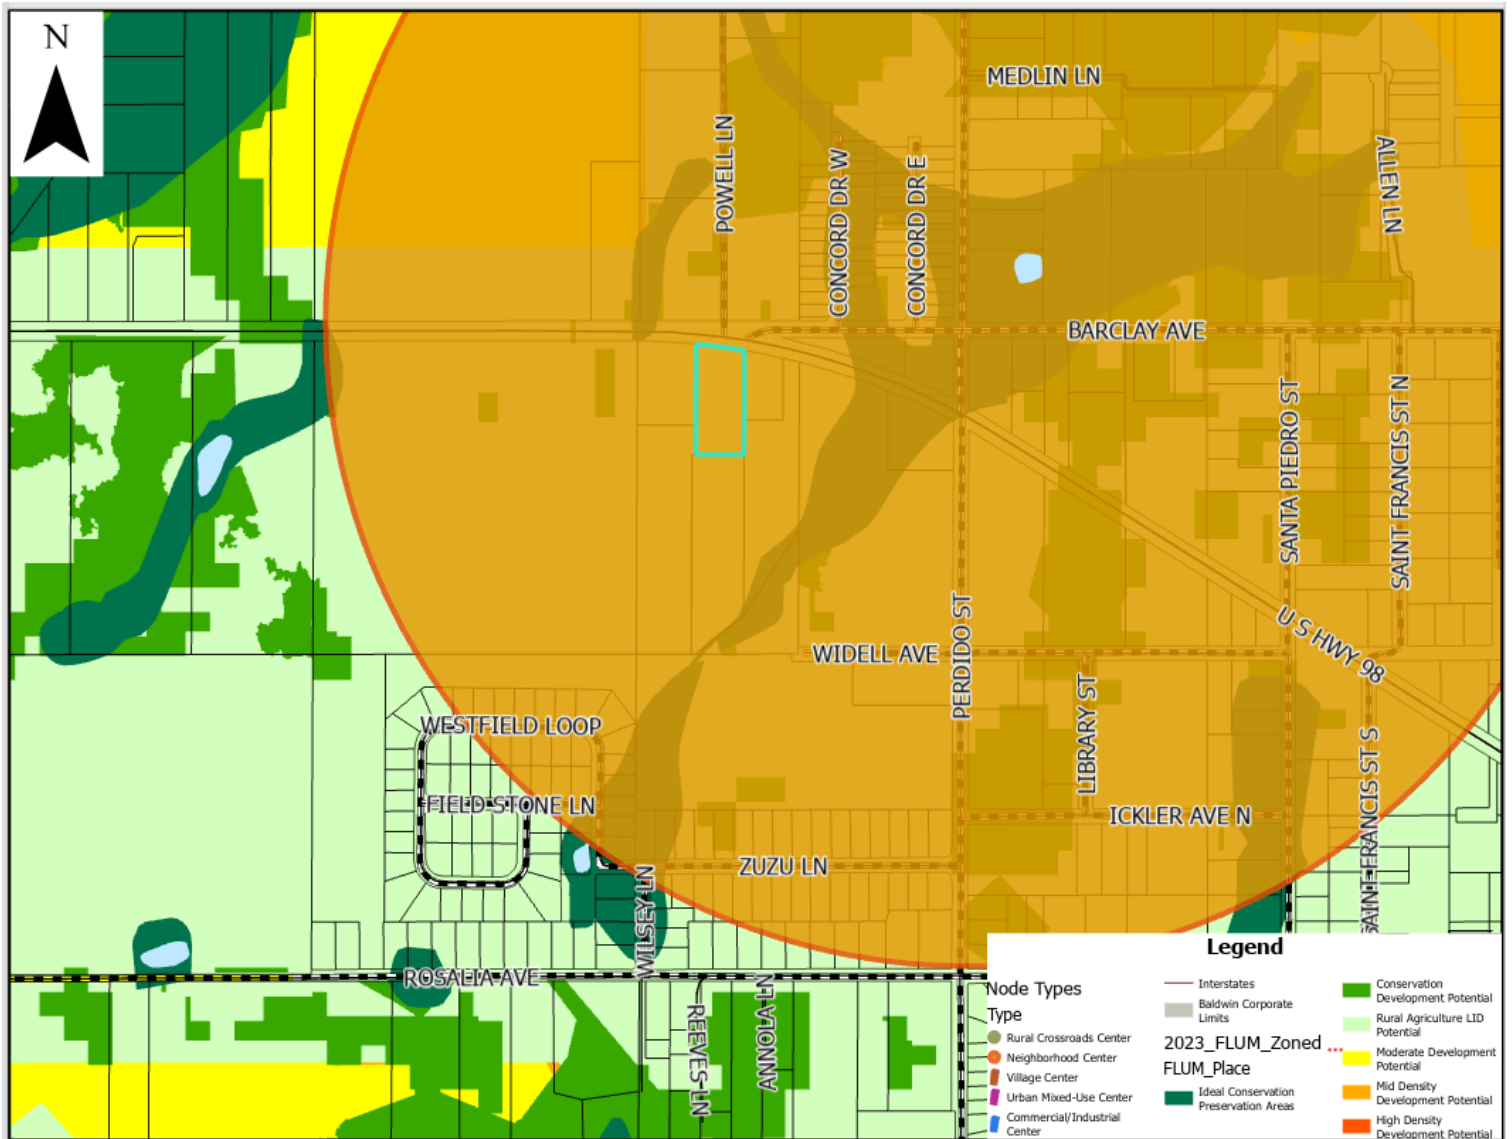 N
MEDLIN LN
POWELL LN
CONCORD DR W
CONCORD DR E
ALLEN LN
BARCLAY AVE
SANTA PIEDRO ST
SAINT FRANCIS ST N
U S HWY 98
WIDELL AVE
PERDIDO ST
LIBRARY ST
WESTFIELD LOOP
FIELD STONE LN
ICKLER AVE N
SAINT FRANCIS ST S
ZUZU LN
WILSEY LN
ROSALIA AVE
REEVES LN
ANNOLA LN
Legend
Node Types
Type
Rural Crossroads Center
Neighborhood Center
Village Center
Urban Mixed-Use Center
Commercial/Industrial
Center
Interstates
Baldwin Corporate
Limits
2023_FLUM_Zoned
FLUM_Place
Ideal Conservation
Preservation Areas
Conservation
Development Potential
Rural Agriculture LID
Potential
Moderate Development
Potential
Mid Density
Development Potential
High Density
Development Potential